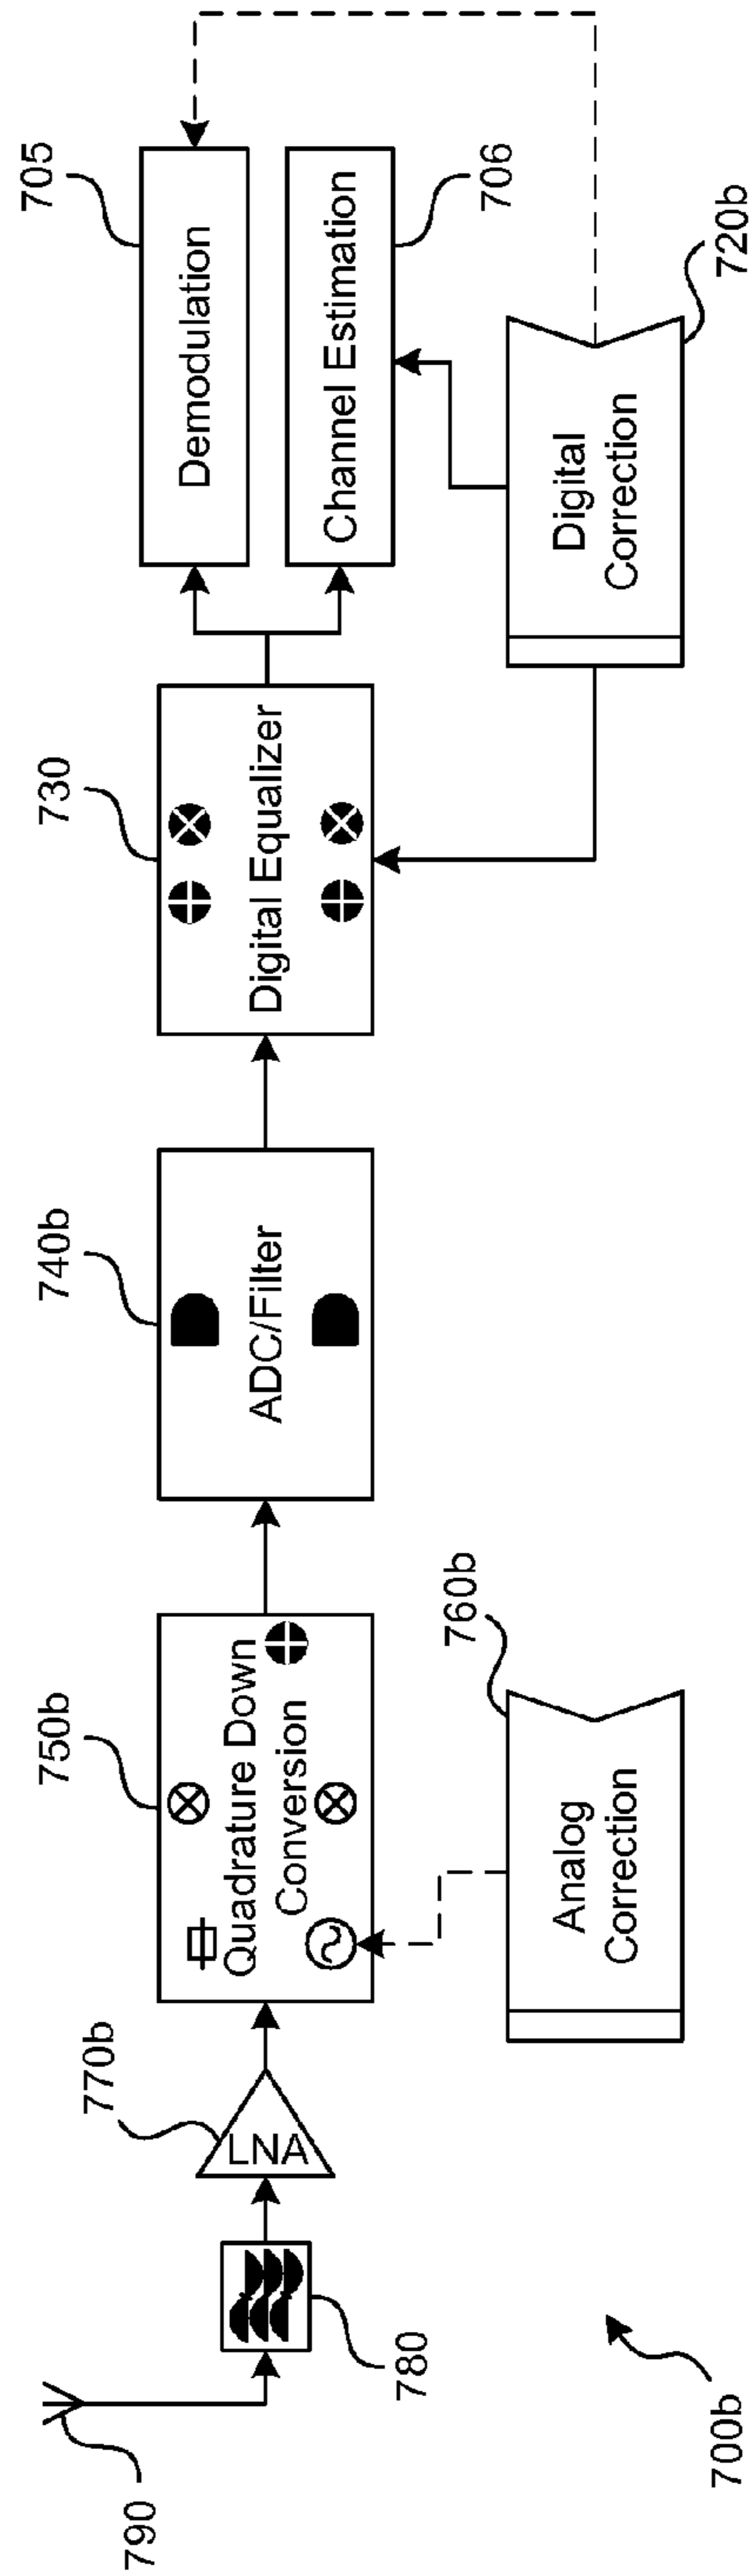 790
780
770b
LNA
750b
Quadrature Down
Conversion
740b
ADC/Filter
730
Digital Equalizer
705
Demodulation
Channel Estimation
706
760b
Analog
Correction
Digital
Correction
720b
700b